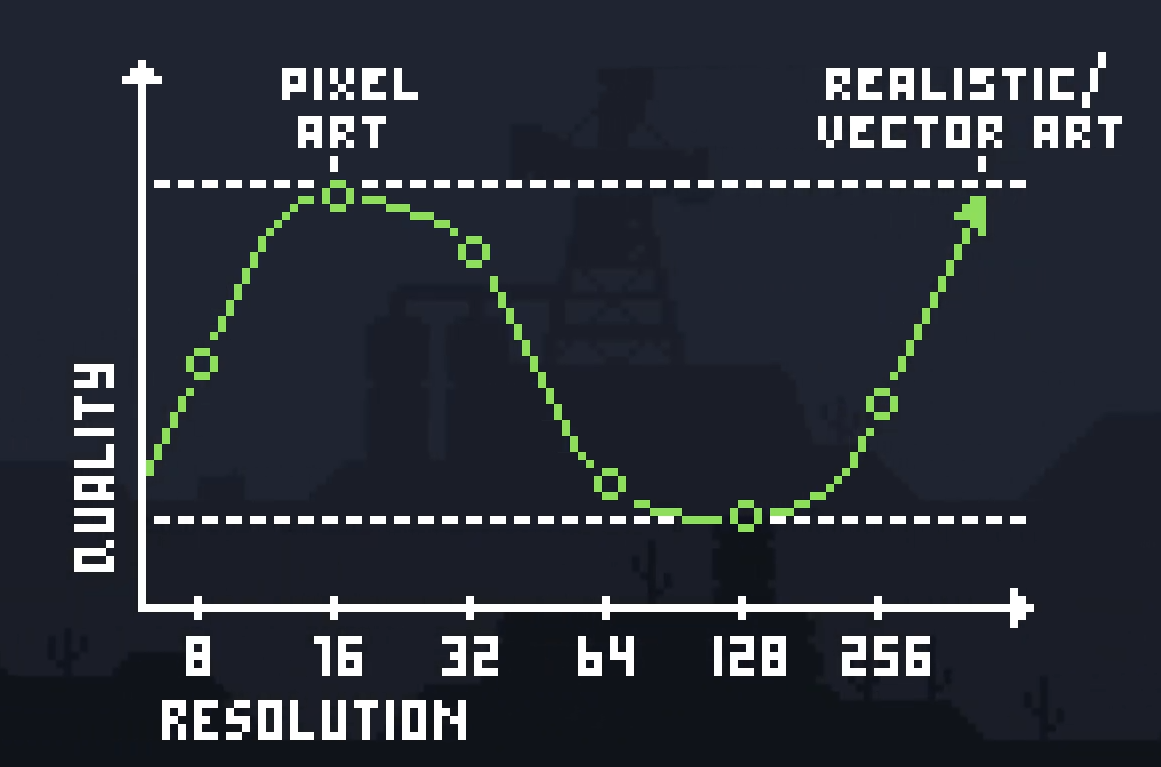 PIXEL
ART
REALISTIC/
VECTOR ART
QUALITY
8 16 32 64 128 256
RESOLUTION